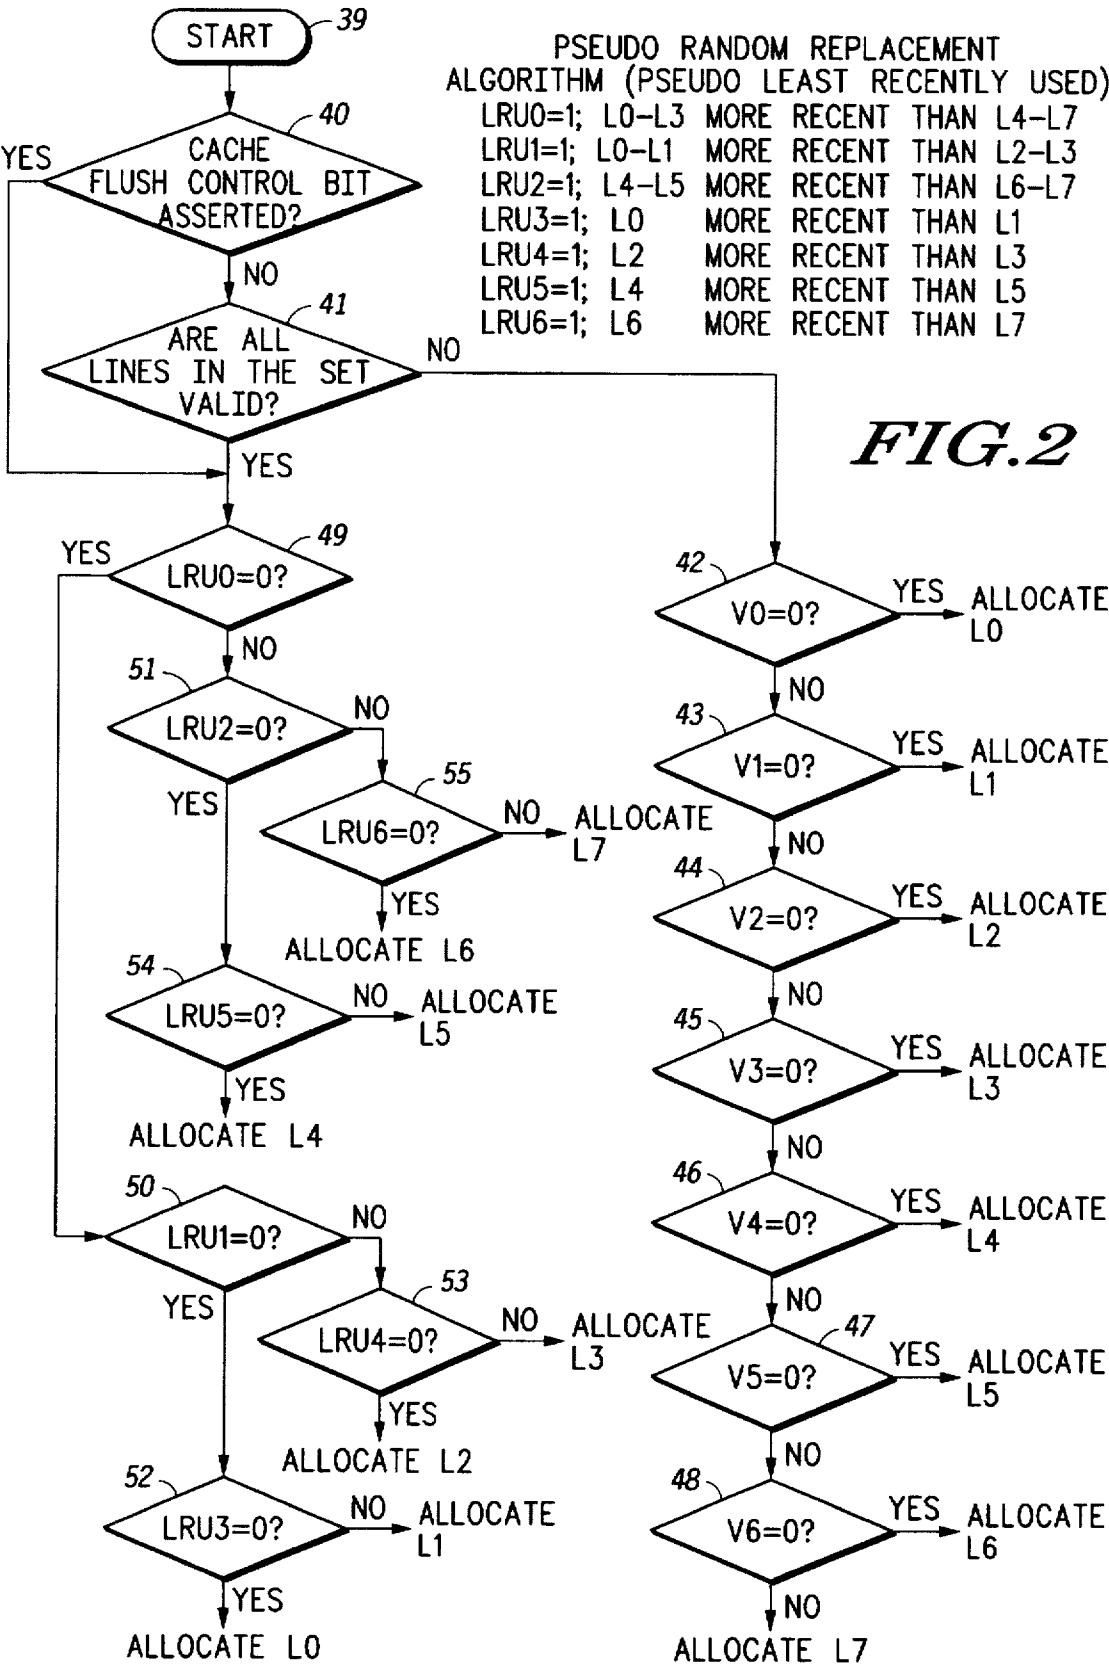 START
39
PSEUDO RANDOM REPLACEMENT
ALGORITHM (PSEUDO LEAST RECENTLY USED)
LRU0=1; L0-L3 MORE RECENT THAN L4-L7
LRU1=1; L0-L1 MORE RECENT THAN L2-L3
LRU2=1; L4-L5 MORE RECENT THAN L6-L7
LRU3=1; L0 MORE RECENT THAN L1
LRU4=1; L2 MORE RECENT THAN L3
LRU5=1; L4 MORE RECENT THAN L5
LRU6=1; L6 MORE RECENT THAN L7
40
YES
CACHE
FLUSH CONTROL BIT
ASSERTED?
NO
41
ARE ALL
LINES IN THE SET
VALID?
NO
YES
FIG.2
49
YES
LRU0=0?
NO
51
LRU2=0?
NO
YES
55
LRU6=0?
NO
ALLOCATE
L7
YES
ALLOCATE L6
54
LRU5=0?
NO
ALLOCATE
L5
YES
ALLOCATE L4
50
LRU1=0?
NO
YES
53
LRU4=0?
NO
ALLOCATE
L3
YES
ALLOCATE L2
52
LRU3=0?
NO
ALLOCATE
L1
YES
ALLOCATE L0
42
V0=0?
YES
ALLOCATE
L0
NO
43
V1=0?
YES
ALLOCATE
L1
NO
44
V2=0?
YES
ALLOCATE
L2
NO
45
V3=0?
YES
ALLOCATE
L3
NO
46
V4=0?
YES
ALLOCATE
L4
NO
47
V5=0?
YES
ALLOCATE
L5
NO
48
V6=0?
YES
ALLOCATE
L6
NO
ALLOCATE L7